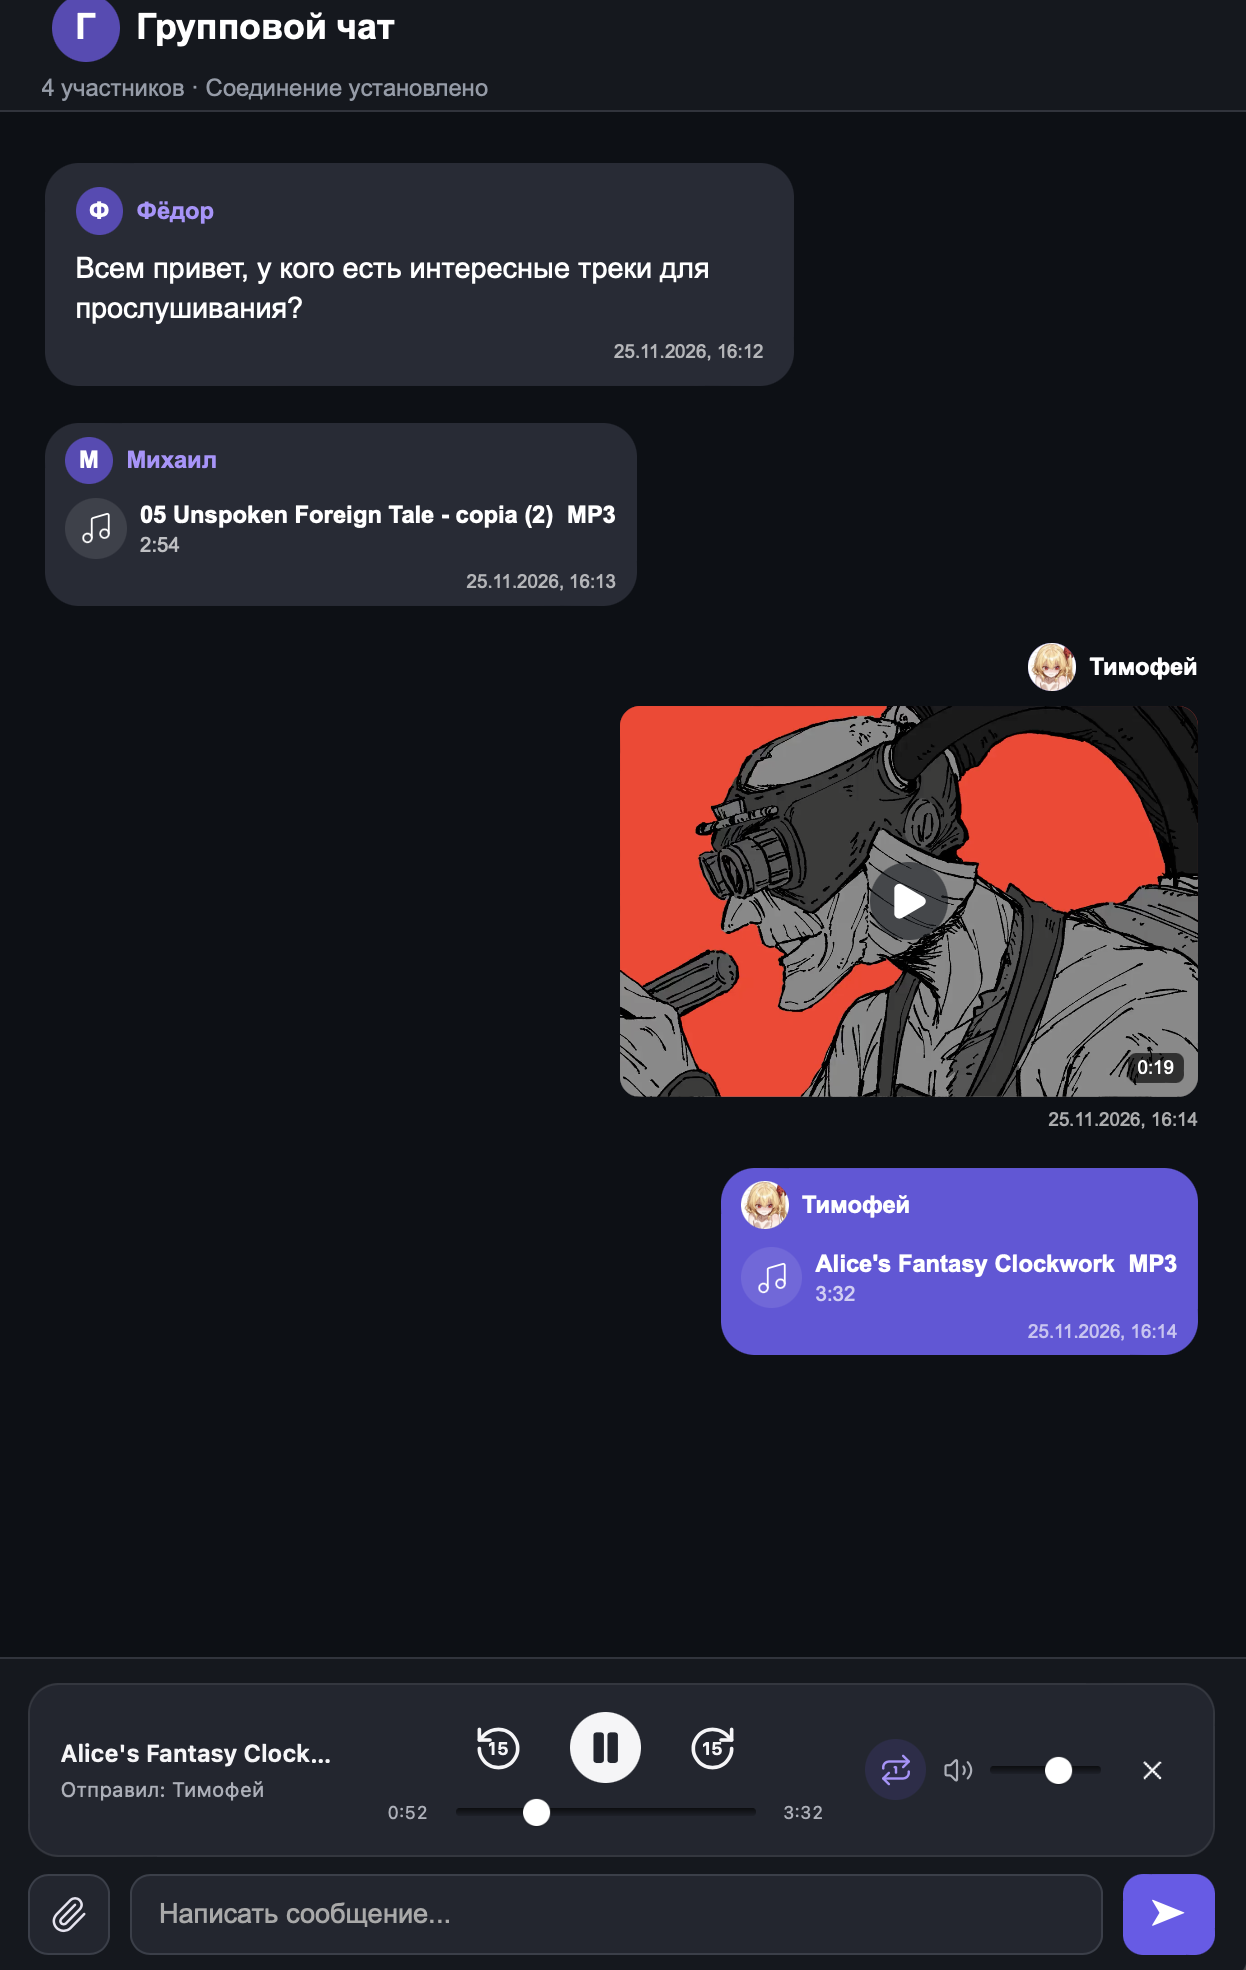 Г Групповой чат
4 участников · Соединение установлено
Ф Фёдор
Всем привет, у кого есть интересные треки для
прослушивания?
25.11.2026, 16:12
М Михаил
05 Unspoken Foreign Tale - copia (2) MP3
2:54
25.11.2026, 16:13
Тимофей
0:19
25.11.2026, 16:14
Тимофей
Alice's Fantasy Clockwork MP3
3:32
25.11.2026, 16:14
Alice's Fantasy Clock...
Отправил: Тимофей
15
15
1
0:52
3:32
Написать сообщение...